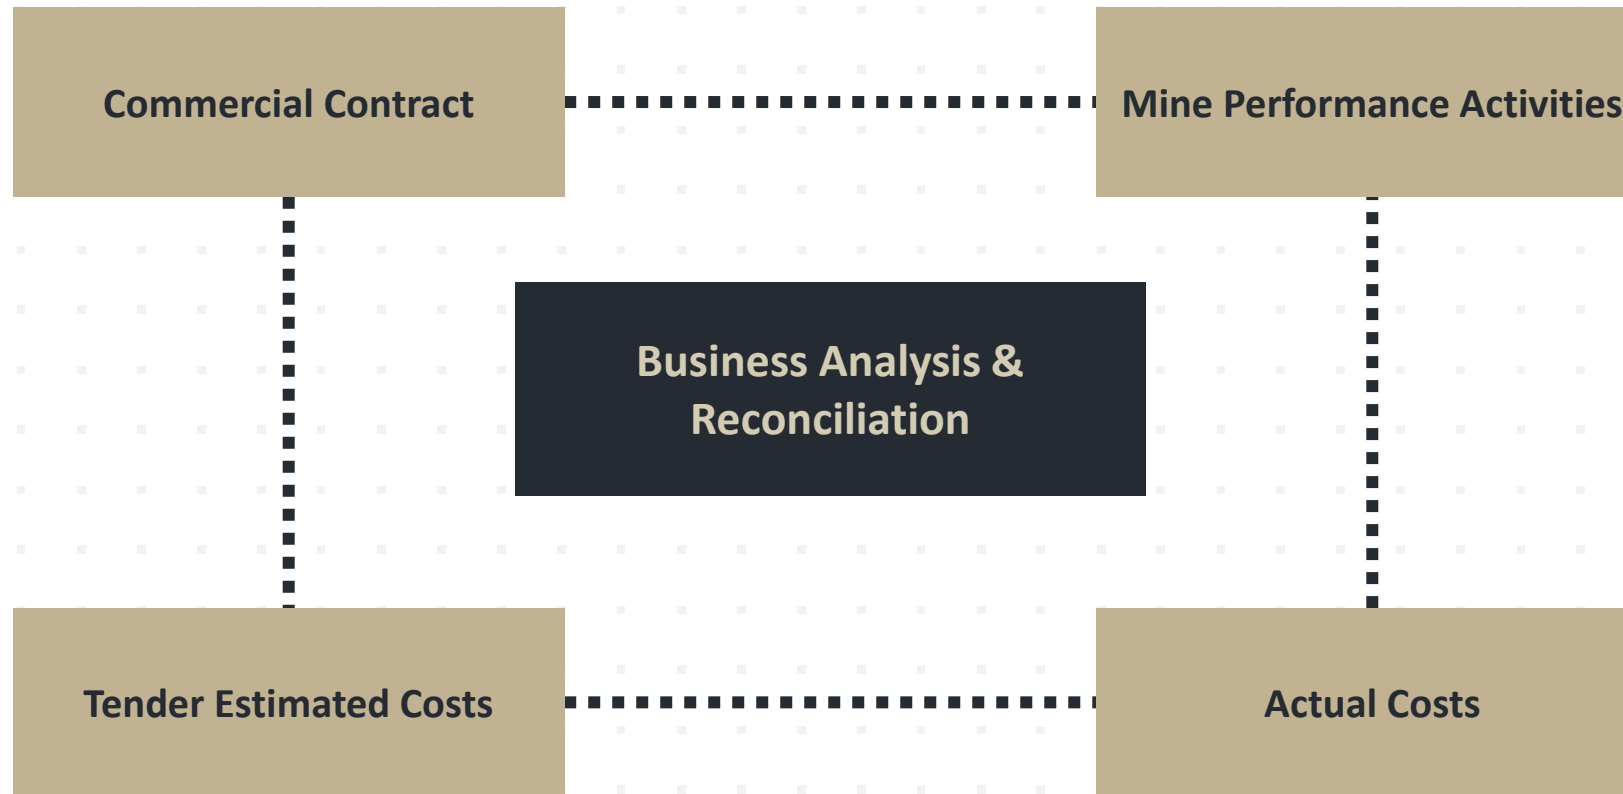 Commercial Contract
Mine Performance Activities
Business Analysis &
Reconciliation
Tender Estimated Costs
Actual Costs